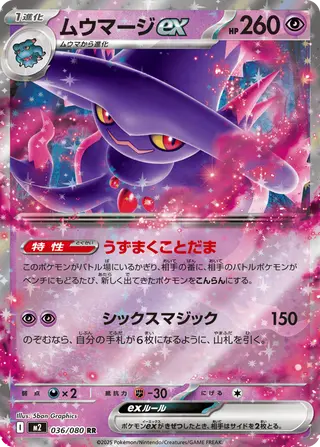 1進化
ムウマージex
HP260
ムウマから進化
特性
とくせい
うずまくことだま
このポケモンがバトル場にいるかぎり、相手の番に、相手のバトルポケモンが
ベンチにもどるたび、新しく出てきたポケモンをこんらんにする。
シックスマジック 150
のぞむなら、自分の手札が6枚になるように、山札を引く。
弱点 ×2 抵抗力 -30 にげる
exルール
ポケモンexがきぜつしたとき、相手はサイドを2枚とる。
Illus. 5ban Graphics
I M2 036/080 RR
©2025 Pokémon/Nintendo/Creatures/GAME FREAK.